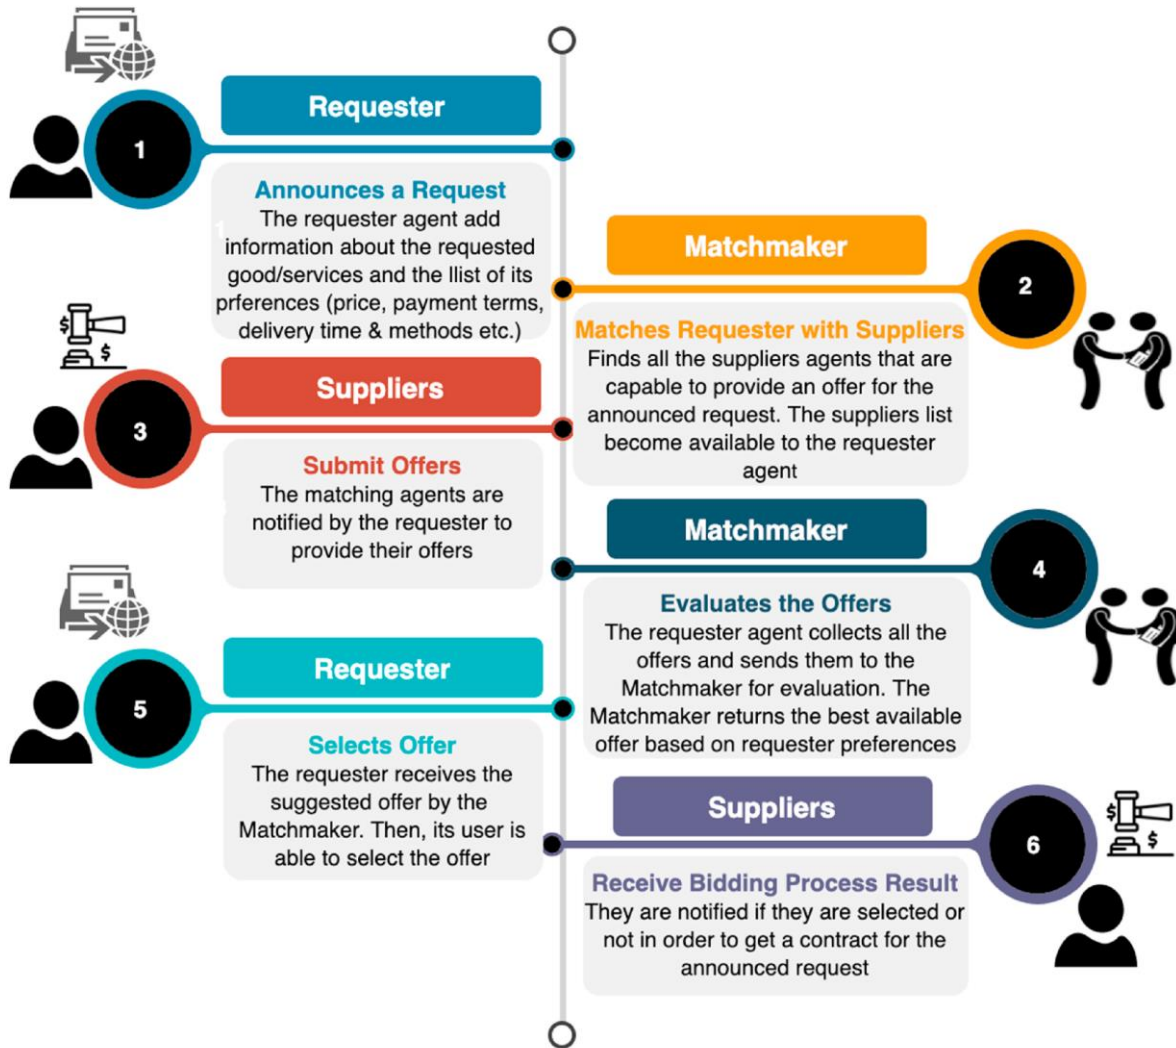 1
Requester
Announces a Request
The requester agent add
information about the requested
good/services and the llist of its
prferences (price, payment terms,
delivery time & methods etc.)
2
Matchmaker
Matches Requester with Suppliers
Finds all the suppliers agents that are
capable to provide an offer for the
announced request. The suppliers list
become available to the requester
agent
$
$
3
Suppliers
Submit Offers
The matching agents are
notified by the requester to
provide their offers
4
Matchmaker
Evaluates the Offers
The requester agent collects all the
offers and sends them to the
Matchmaker for evaluation. The
Matchmaker returns the best available
offer based on requester preferences
5
Requester
Selects Offer
The requester receives the
suggested offer by the
Matchmaker. Then, its user is
able to select the offer
6
Suppliers
$
$
Receive Bidding Process Result
They are notified if they are selected or
not in order to get a contract for the
announced request